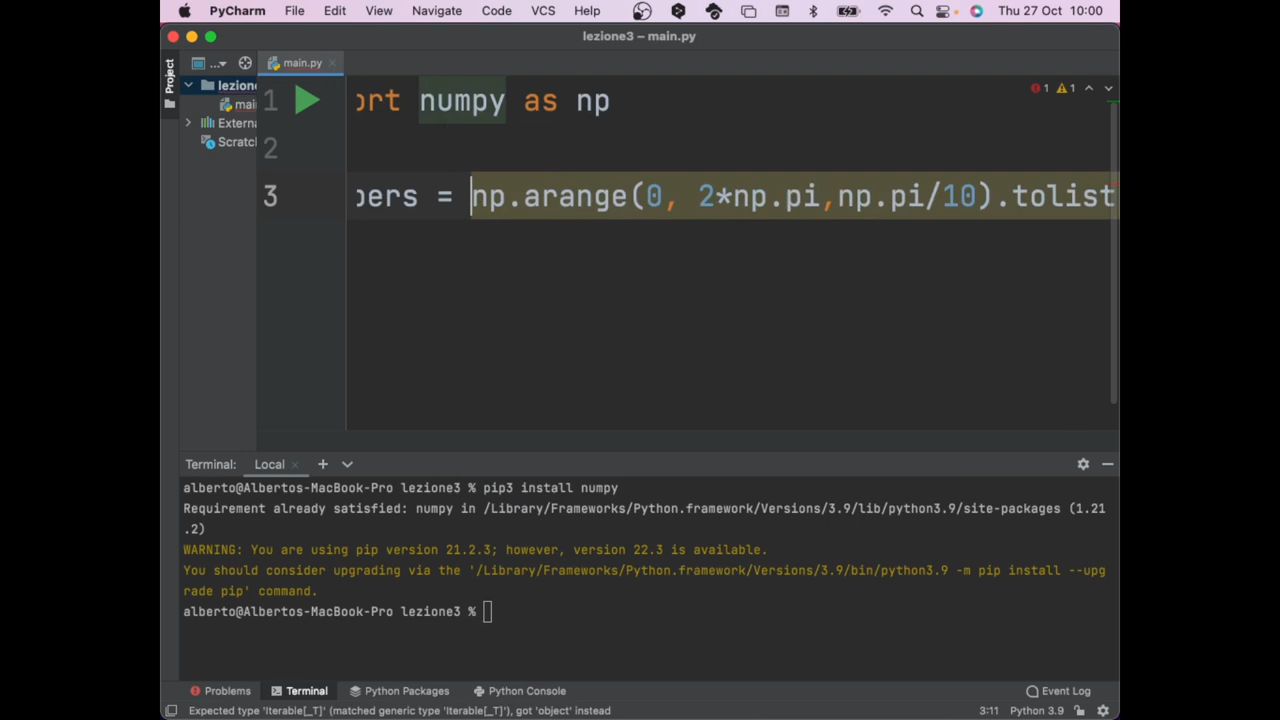 PyCharm File Edit View Navigate Code VCS Help Thu 27 Oct 10:00
lezione3 – main.py
Project
... main.py
lezione
1 ort numpy as np 1 1
mai
Externa
2
Scratch
3 bers = np.arange(0, 2*np.pi,np.pi/10).tolist
Terminal: Local
alberto@Albertos-MacBook-Pro lezione3 % pip3 install numpy
Requirement already satisfied: numpy in /Library/Frameworks/Python.framework/Versions/3.9/lib/python3.9/site-packages (1.21
.2)
WARNING: You are using pip version 21.2.3; however, version 22.3 is available.
You should consider upgrading via the '/Library/Frameworks/Python.framework/Versions/3.9/bin/python3.9 -m pip install --upg
rade pip' command.
alberto@Albertos-MacBook-Pro lezione3 %
Problems Terminal Python Packages Python Console Event Log
Expected type 'Iterable[_T]' (matched generic type 'Iterable[_T]'), got 'object' instead 3:11 Python 3.9